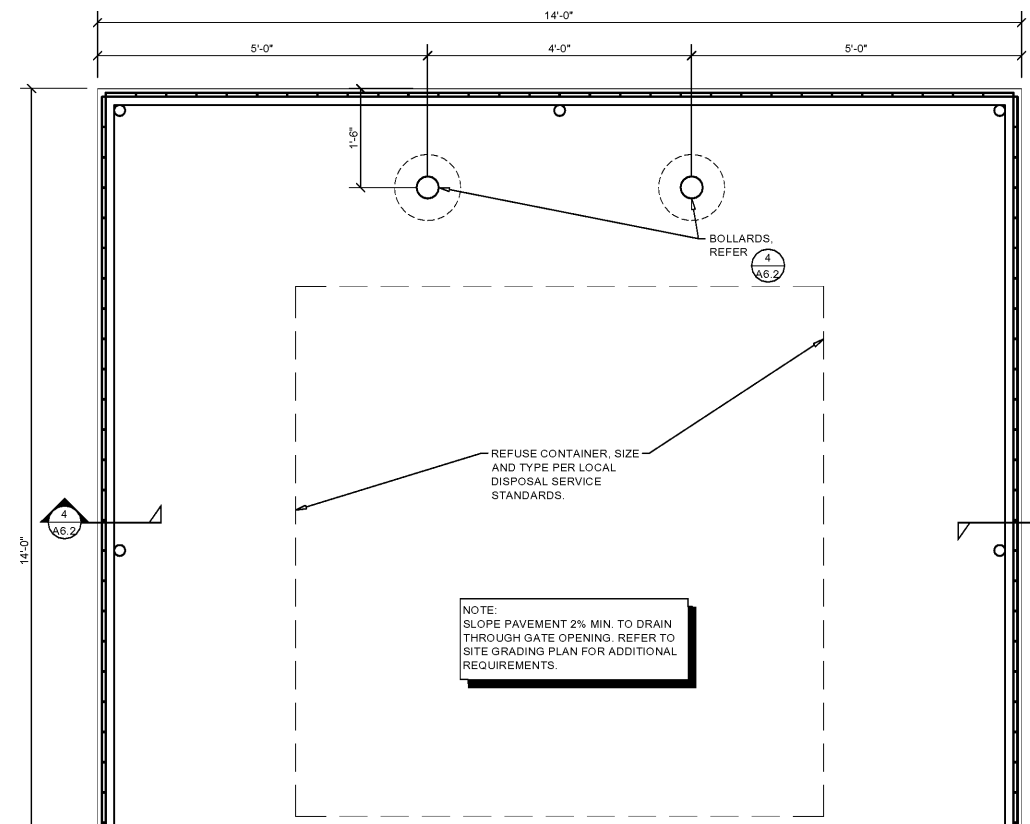 14'-0"
5'-0"
4'-0"
5'-0"
1'-6"
BOLLARDS,
REFER
4
A6.2
REFUSE CONTAINER, SIZE
AND TYPE PER LOCAL
DISPOSAL SERVICE
STANDARDS.
4
A6.2
14'-0"
NOTE:
SLOPE PAVEMENT 2% MIN. TO DRAIN
THROUGH GATE OPENING. REFER TO
SITE GRADING PLAN FOR ADDITIONAL
REQUIREMENTS.